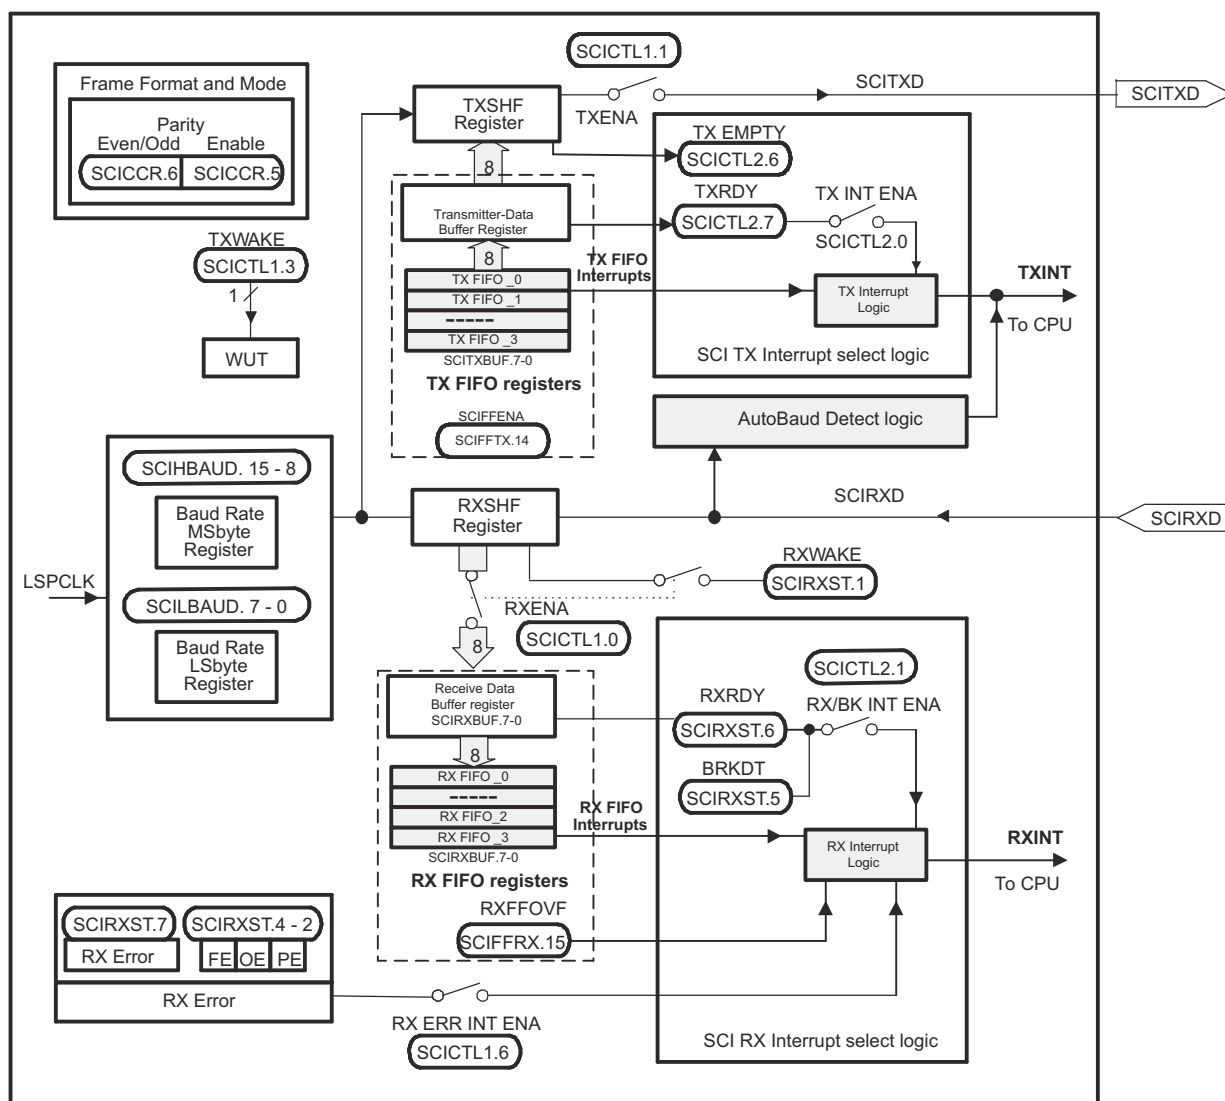 SCICTL1.1
Frame Format and Mode
Parity
Even/Odd Enable
SCICCR.6 SCICCR.5
TXSHF
Register
TXENA
SCITXD
SCITXD
TX EMPTY
SCICTL2.6
8
TXRDY
SCICTL2.7
TX INT ENA
SCICTL2.0
Transmitter-Data
Buffer Register
8
TX FIFO
Interrupts
TX FIFO _0
TX FIFO _1
-----
TX FIFO _3
SCITXBUF.7-0
TX FIFO registers
SCIFFENA
SCIFFTX.14
TX Interrupt
Logic
TXINT
To CPU
SCI TX Interrupt select logic
TXWAKE
SCICTL1.3
1
WUT
AutoBaud Detect logic
SCIHBAUD. 15 - 8
Baud Rate
MSbyte
Register
LSPCLK
SCILBAUD. 7 - 0
Baud Rate
LSbyte
Register
RXSHF
Register
SCIRXD
SCIRXD
RXWAKE
SCIRXST.1
RXENA
SCICTL1.0
8
Receive Data
Buffer register
SCIRXBUF.7-0
8
RX FIFO _0
-----
RX FIFO_2
RX FIFO _3
SCIRXBUF.7-0
RX FIFO registers
RX FIFO
Interrupts
SCICTL2.1
RX/BK INT ENA
RXRDY
SCIRXST.6
BRKDT
SCIRXST.5
RX Interrupt
Logic
RXINT
To CPU
RXFFOVF
SCIFFRX.15
SCIRXST.7 SCIRXST.4 - 2
RX Error FE OE PE
RX Error
RX ERR INT ENA
SCICTL1.6
SCI RX Interrupt select logic